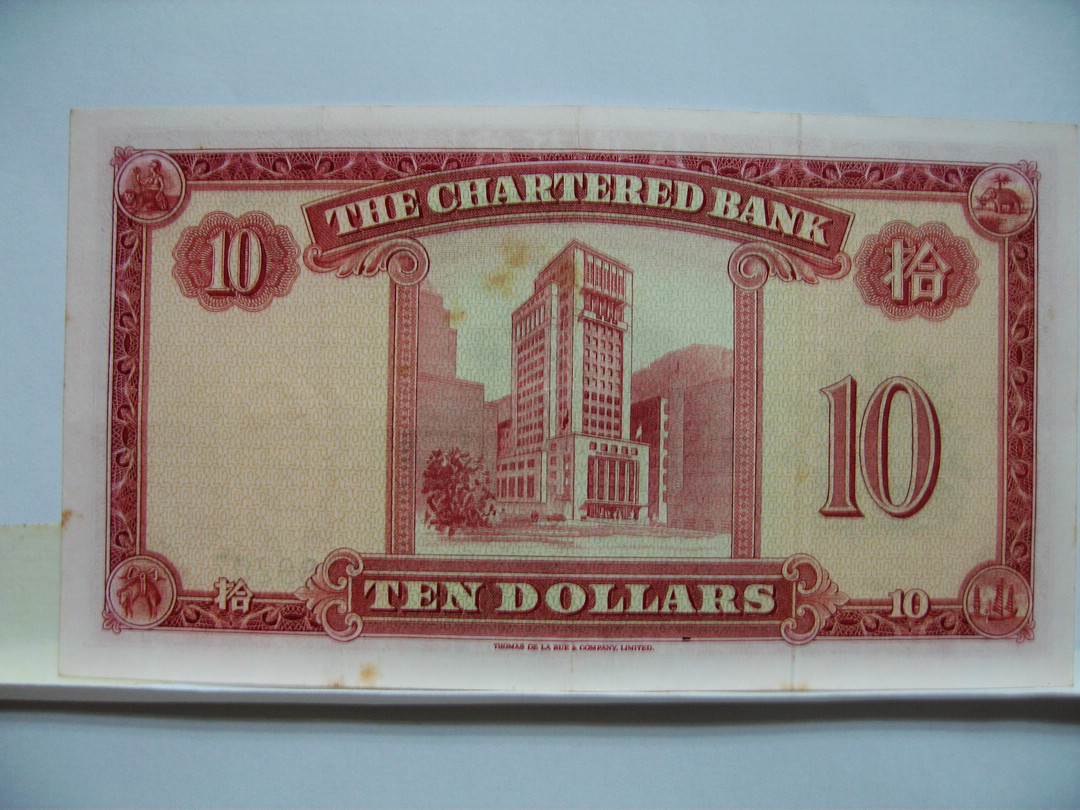 THE CHARTERED BANK
10
拾
10
TEN DOLLARS
拾
10
THOMAS DE LA RUE & COMPANY, LIMITED.